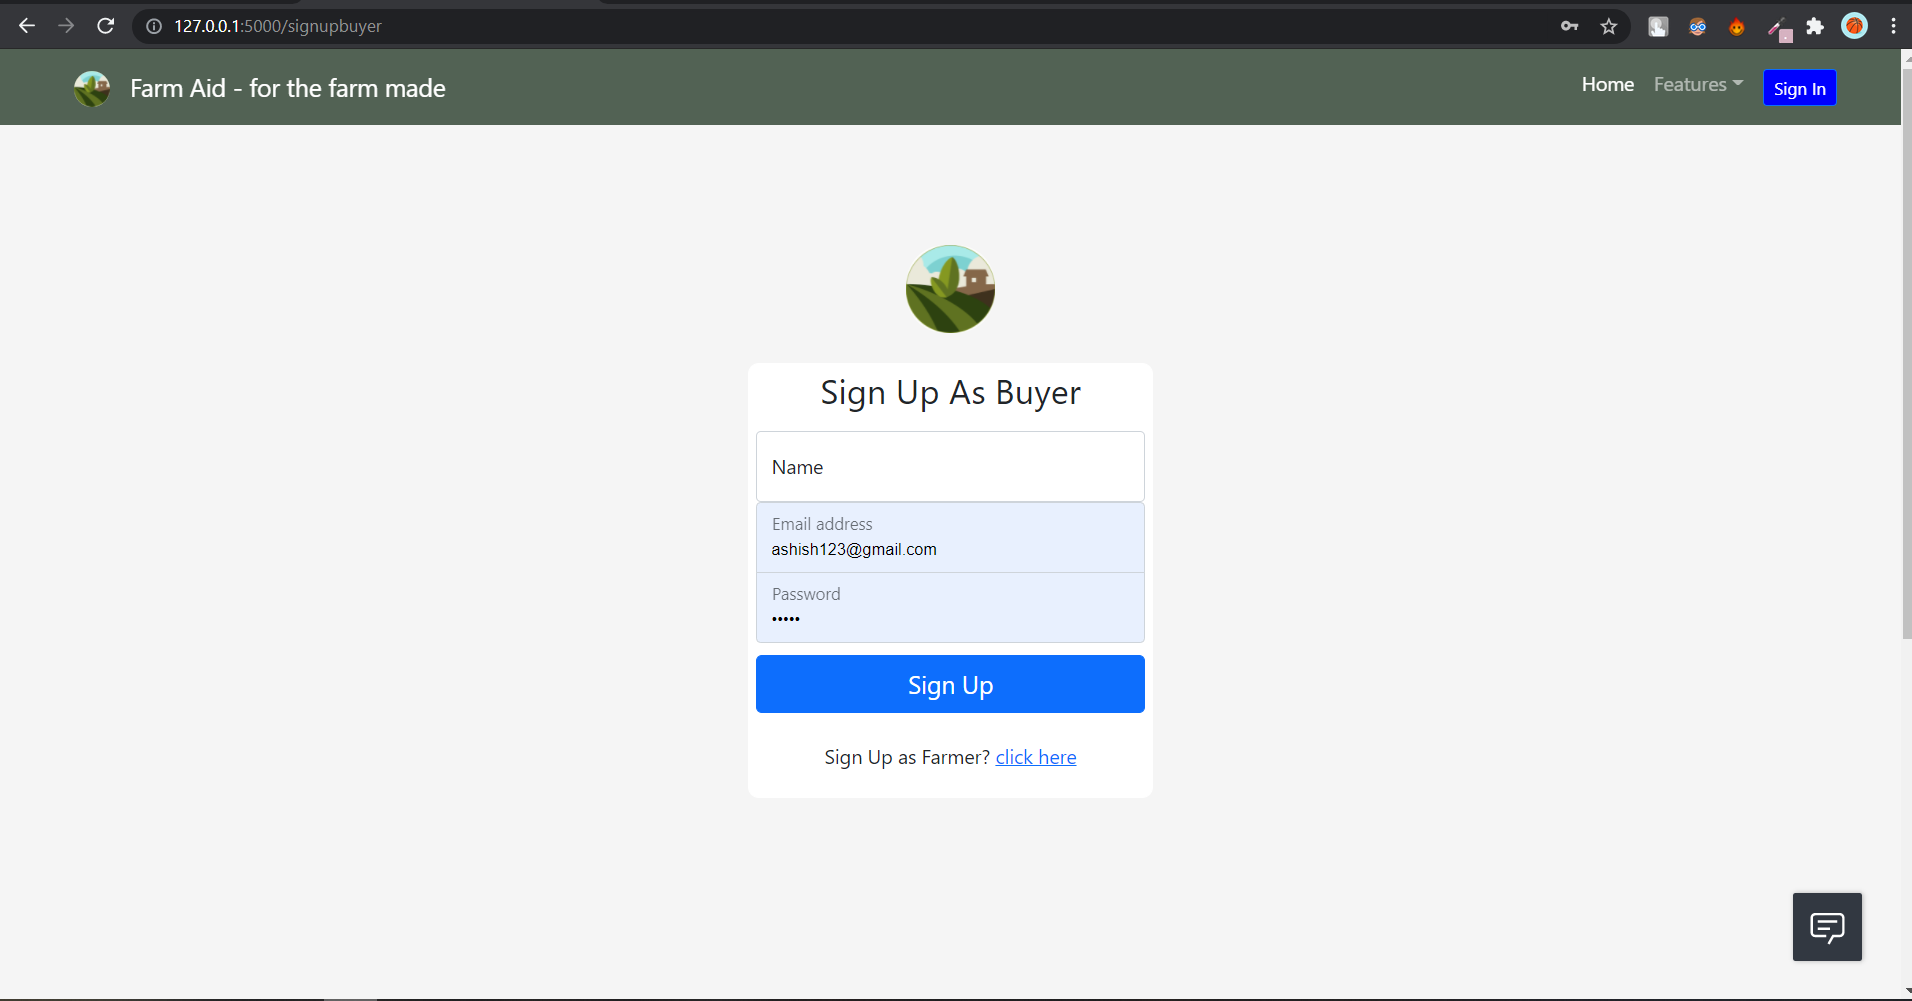 127.0.0.1:5000/signupbuyer
Farm Aid - for the farm made
Home Features Sign In
Sign Up As Buyer
Name
Email address
ashish123@gmail.com
Password
•••••
Sign Up
Sign Up as Farmer? click here